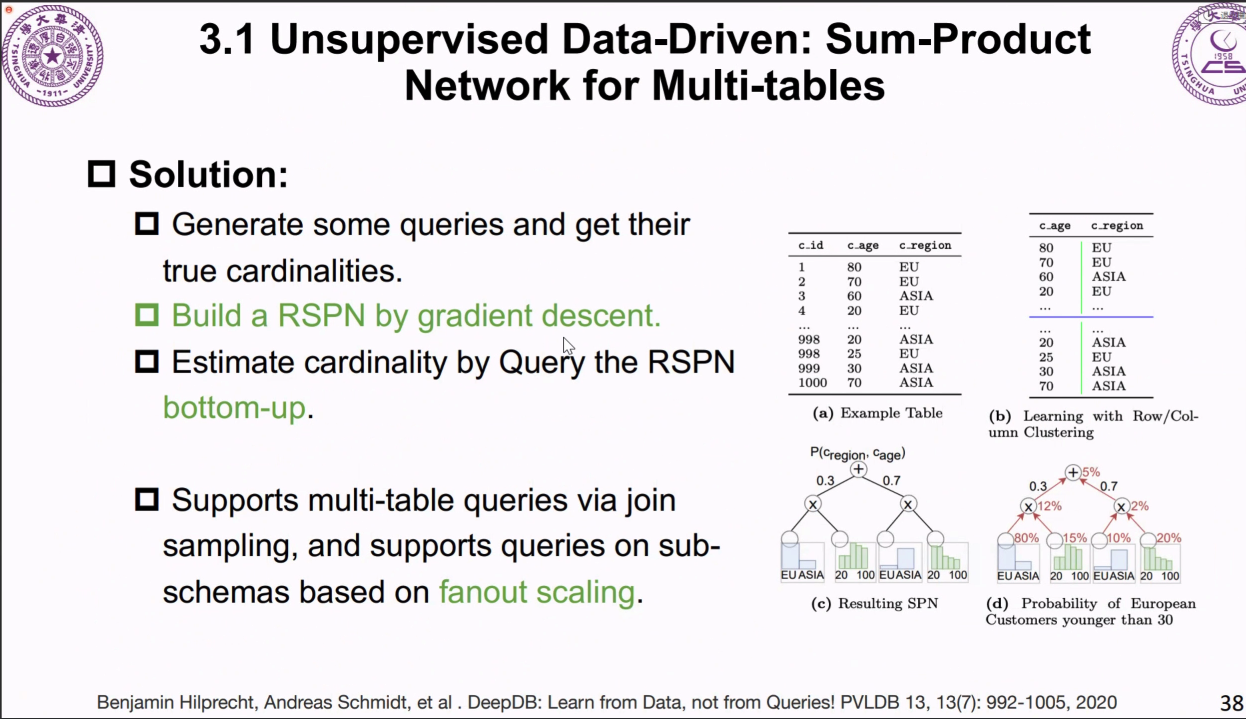 3.1 Unsupervised Data-Driven: Sum-Product
Network for Multi-tables
Solution:
Generate some queries and get their
true cardinalities.
Build a RSPN by gradient descent.
Estimate cardinality by Query the RSPN
bottom-up.
Supports multi-table queries via join
sampling, and supports queries on sub-
schemas based on fanout scaling.
c_id c_age c_region
1 80 EU
2 70 EU
3 60 ASIA
4 20 EU
... ... ...
998 20 ASIA
998 25 EU
999 30 ASIA
1000 70 ASIA
(a) Example Table
c_age c_region
80 EU
70 EU
60 ASIA
20 EU
... ...
... ...
20 ASIA
25 EU
30 ASIA
70 ASIA
(b) Learning with Row/Col-
umn Clustering
P(cregion, cage)
+
0.3 0.7
x x
EU ASIA 20 100 EU ASIA 20 100
(c) Resulting SPN
+ 5%
0.3 0.7
x 12% x 2%
80% 15% 10% 20%
EU ASIA 20 100 EU ASIA 20 100
(d) Probability of European
Customers younger than 30
Benjamin Hilprecht, Andreas Schmidt, et al . DeepDB: Learn from Data, not from Queries! PVLDB 13, 13(7): 992-1005, 2020
38
TSINGHUA UNIVERSITY
-1911-
1958